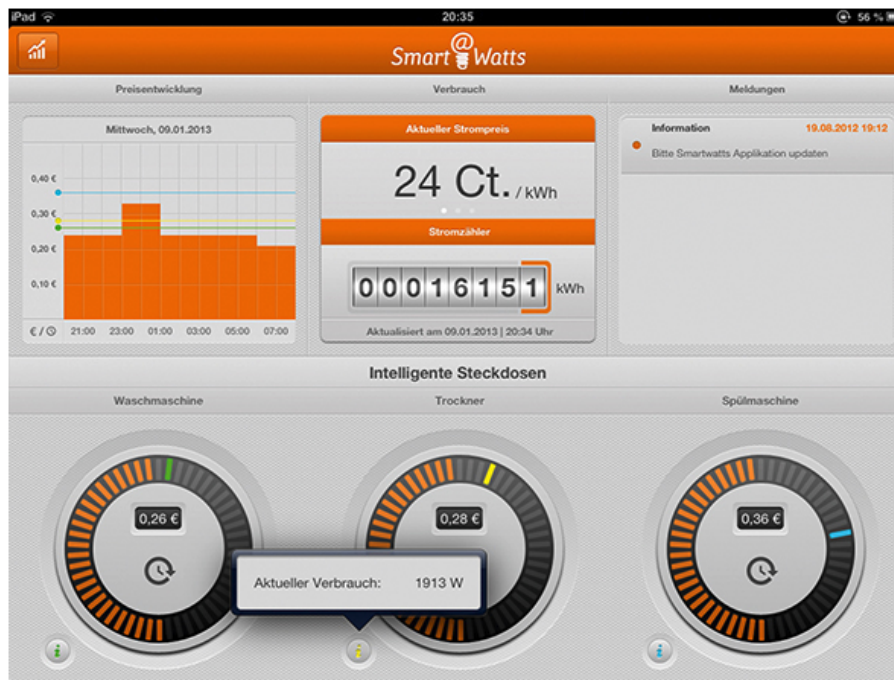 iPad 20:35 56 %
Smart@Watts
Preisentwicklung Verbrauch Meldungen
Mittwoch, 09.01.2013
0,40 €
0,30 €
0,20 €
0,10 €
€ / 21:00 23:00 01:00 03:00 05:00 07:00
Aktueller Strompreis
24 Ct. / kWh
Stromzähler
00016151 kWh
Aktualisiert am 09.01.2013 | 20:34 Uhr
Information 19.08.2012 19:12
Bitte Smartwatts Applikation updaten
Intelligente Steckdosen
Waschmaschine Trockner Spülmaschine
0,26 € 0,28 € 0,36 €
Aktueller Verbrauch: 1913 W
i i i